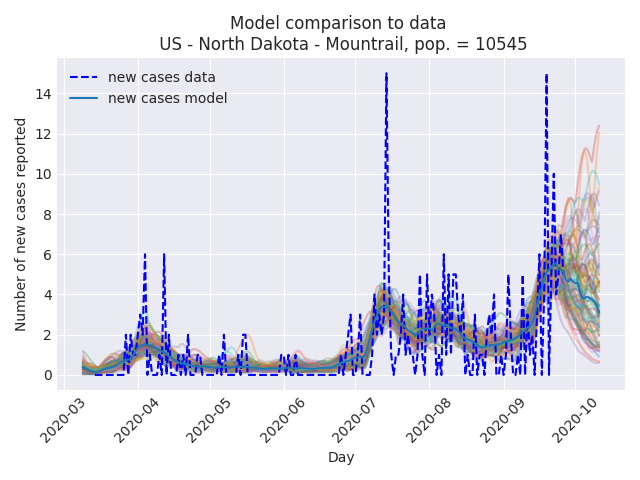 Model comparison to data
US - North Dakota - Mountrail, pop. = 10545
new cases data
new cases model
Number of new cases reported
14
12
10
8
6
4
2
0
2020-03
2020-04
2020-05
2020-06
2020-07
2020-08
2020-09
2020-10
Day